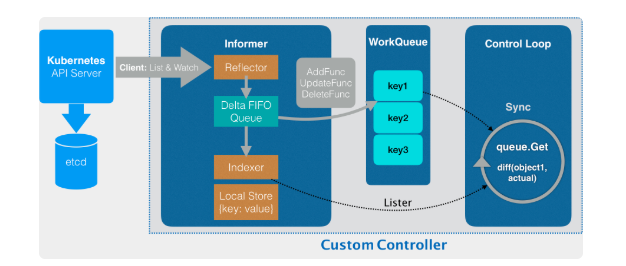 Kubernetes
API Server
etcd
Client: List & Watch
Informer
Reflector
Delta FIFO
Queue
Indexer
Local Store
(key: value)
AddFunc
UpdateFunc
DeleteFunc
WorkQueue
key1
key2
key3
Lister
Control Loop
Sync
queue.Get
diff(object1,
actual)
Custom Controller